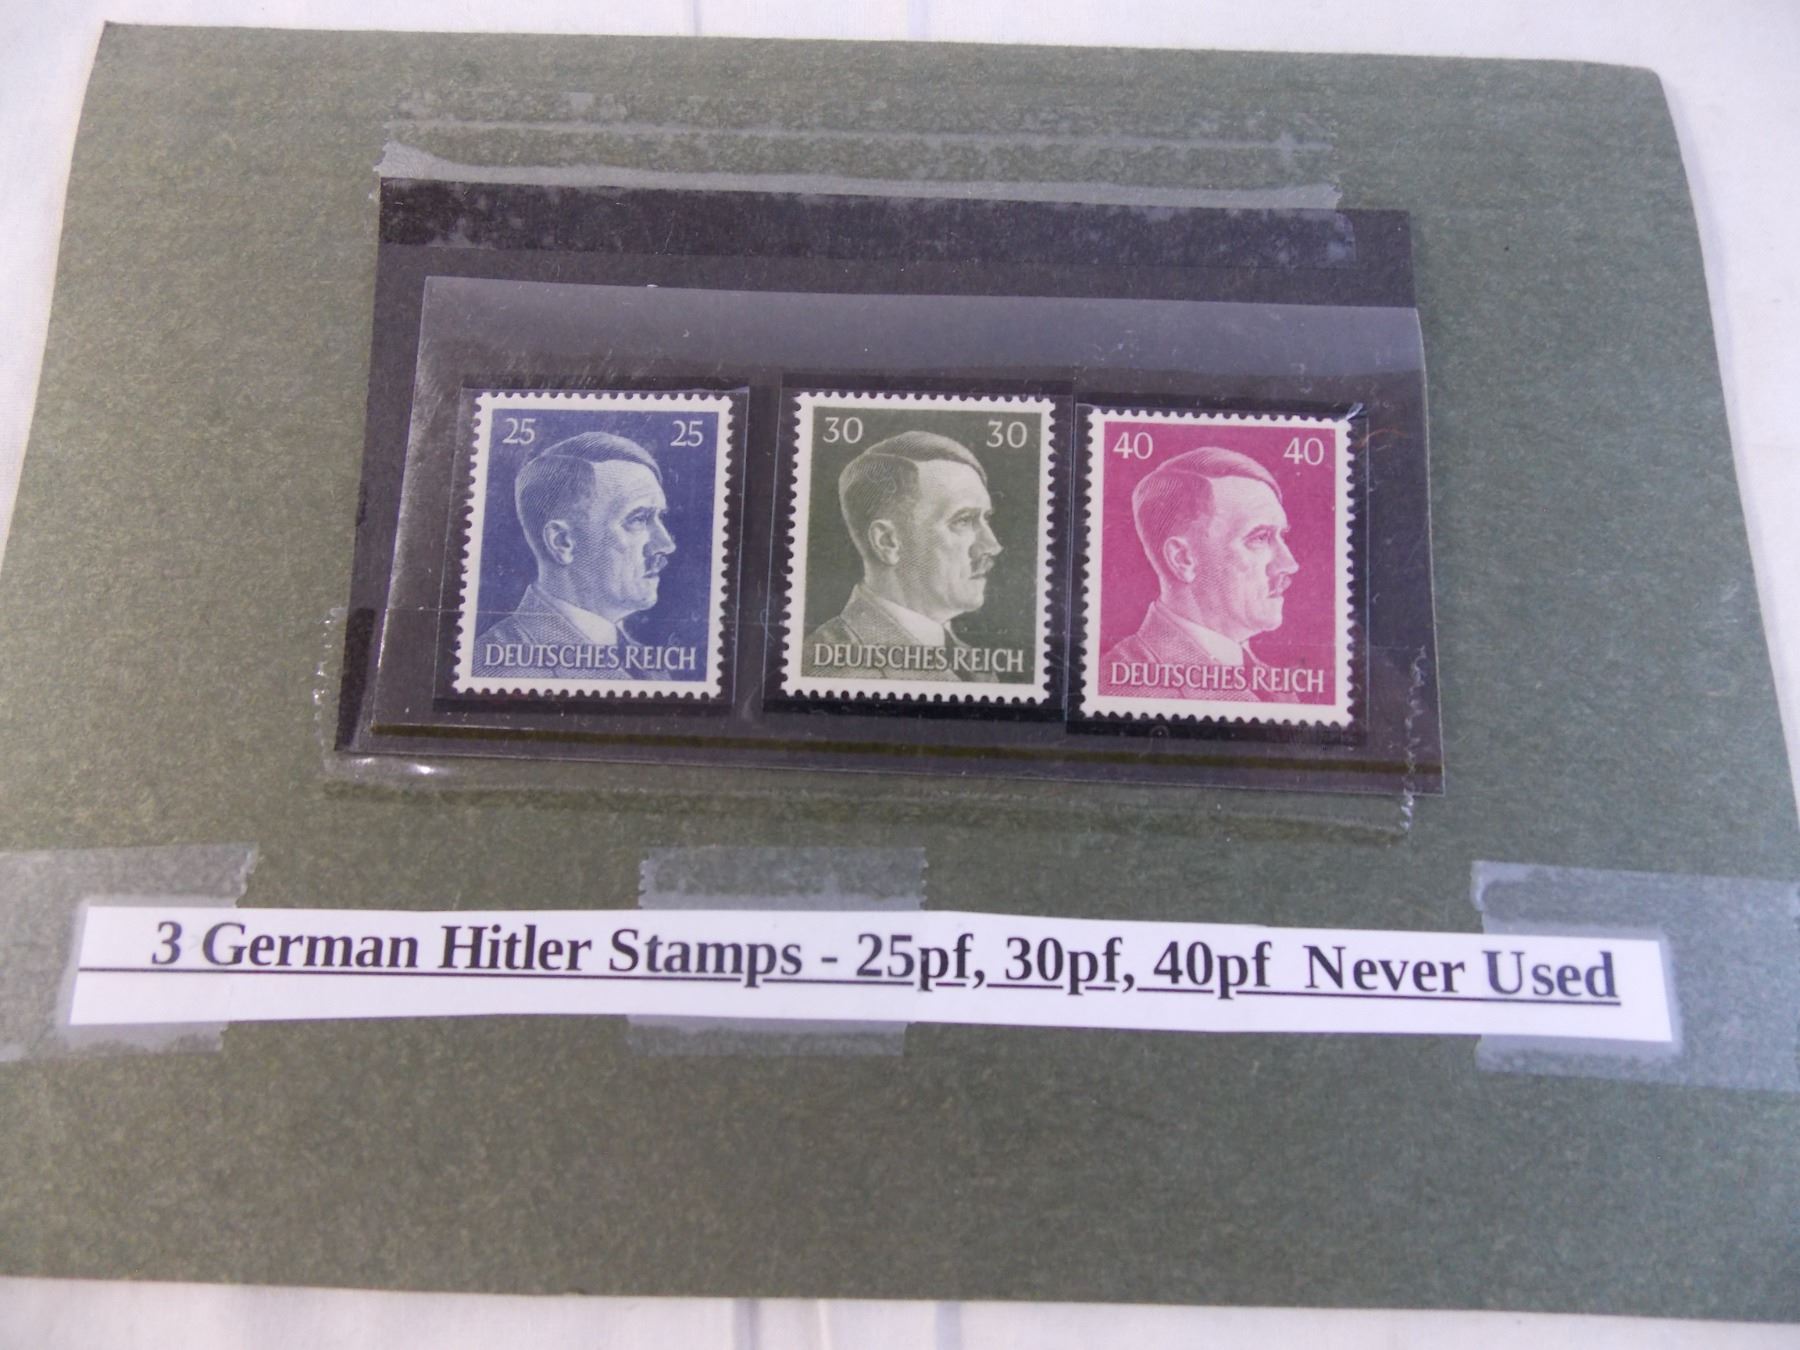 25 25
DEUTSCHES REICH
30 30
DEUTSCHES REICH
40 40
DEUTSCHES REICH
3 German Hitler Stamps - 25pf, 30pf, 40pf Never Used